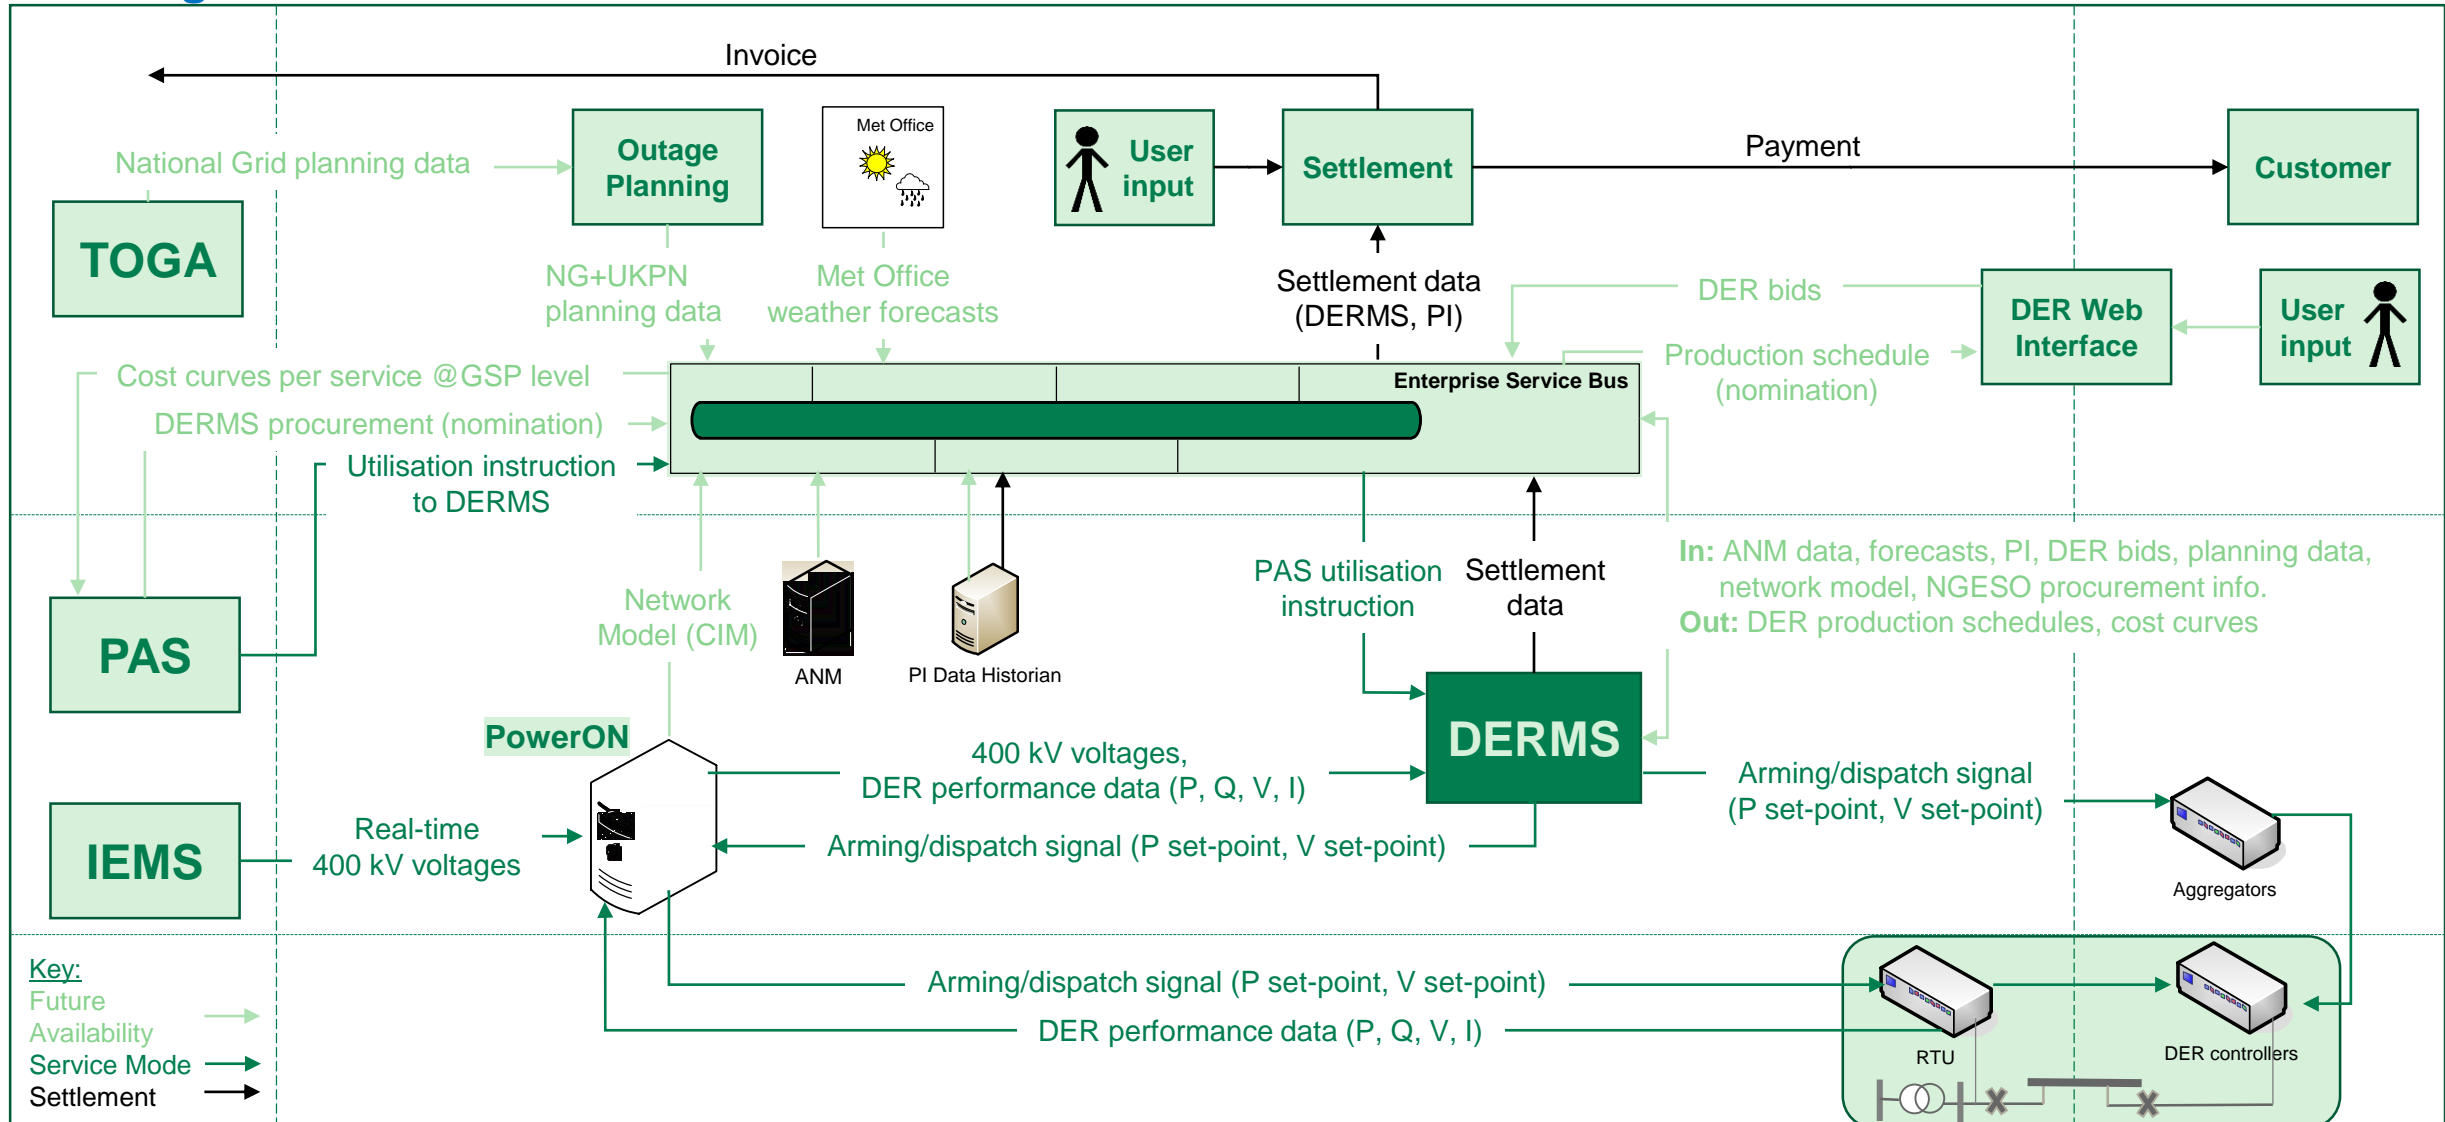 Invoice
Met Office
Outage
Planning
User
input
Settlement
Payment
Customer
National Grid planning data
TOGA
NG+UKPN
planning data
Met Office
weather forecasts
Settlement data
(DERMS, PI)
DER bids
DER Web
Interface
User
input
Production schedule
(nomination)
Cost curves per service @GSP level
Enterprise Service Bus
DERMS procurement (nomination)
Utilisation instruction
to DERMS
PAS
Network
Model (CIM)
ANM
PI Data Historian
PAS utilisation
instruction
Settlement
data
In: ANM data, forecasts, PI, DER bids, planning data,
network model, NGESO procurement info.
Out: DER production schedules, cost curves
PowerON
DERMS
400 kV voltages,
DER performance data (P, Q, V, I)
Arming/dispatch signal
(P set-point, V set-point)
IEMS
Real-time
400 kV voltages
Arming/dispatch signal (P set-point, V set-point)
Aggregators
Key:
Future
Availability
Service Mode
Settlement
Arming/dispatch signal (P set-point, V set-point)
DER performance data (P, Q, V, I)
RTU
DER controllers